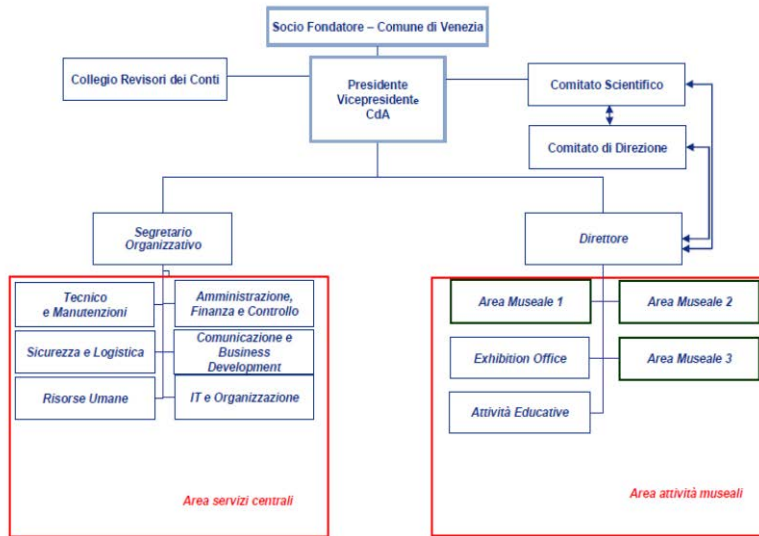 Socio Fondatore – Comune di Venezia
Collegio Revisori dei Conti
Presidente
Vicepresidente
CdA
Comitato Scientifico
Comitato di Direzione
Segretario
Organizzativo
Direttore
Tecnico
e Manutenzioni
Amministrazione,
Finanza e Controllo
Sicurezza e Logistica
Comunicazione e
Business
Development
Risorse Umane
IT e Organizzazione
Area servizi centrali
Area Museale 1
Area Museale 2
Exhibition Office
Area Museale 3
Attività Educative
Area attività museali